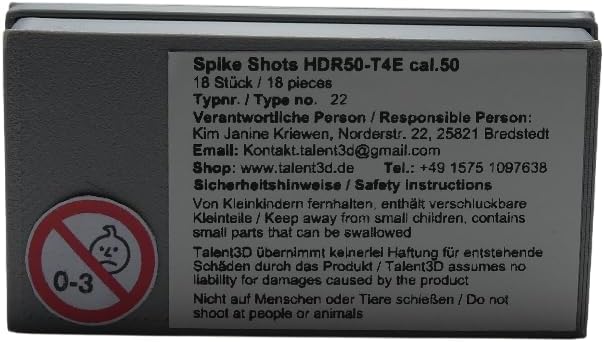 Spike Shots HDR50-T4E cal.50
18 Stück / 18 pieces
Typnr. / Type no. 22
Verantwortliche Person / Responsible Person:
Kim Janine Kriewen, Norderstr. 22, 25821 Bredstedt
Email: Kontakt.talent3d@gmail.com
Shop: www.talent3d.de Tel.: +49 1575 1097638
Sicherheitshinweise / Safety Instructions
Von Kleinkindern fernhalten, enthält verschluckbare
Kleinteile / Keep away from small children, contains
small parts that can be swallowed
Talent3D übernimmt keinerlei Haftung für entstehende
Schäden durch das Produkt / Talent3D assumes no
liability for damages caused by the product
Nicht auf Menschen oder Tiere schießen / Do not
shoot at people or animals
0-3